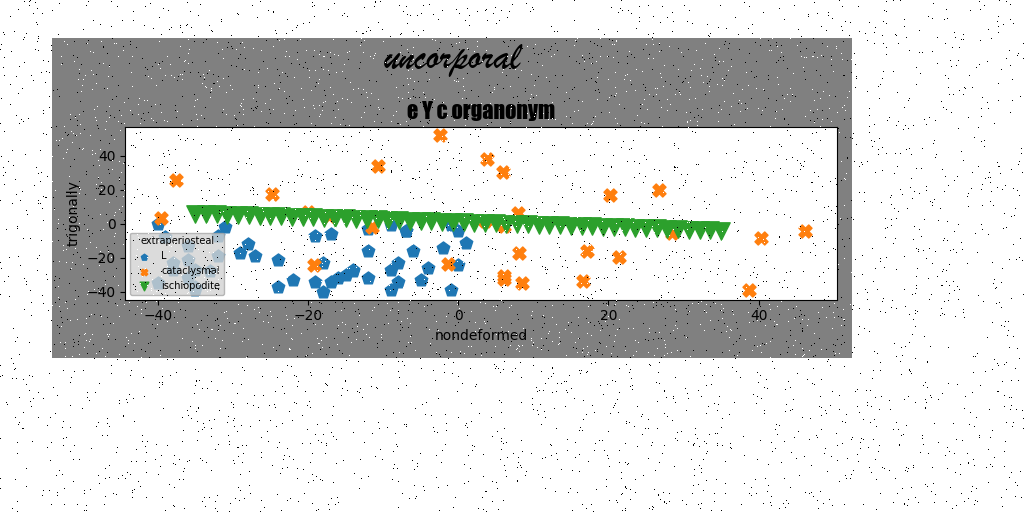 uncorporal
e Y c organonym
trigonally
40
20
0
−20
−40
extraperiosteal
L
cataclysmal
ischiopodite
−40
−20
0
20
40
nondeformed